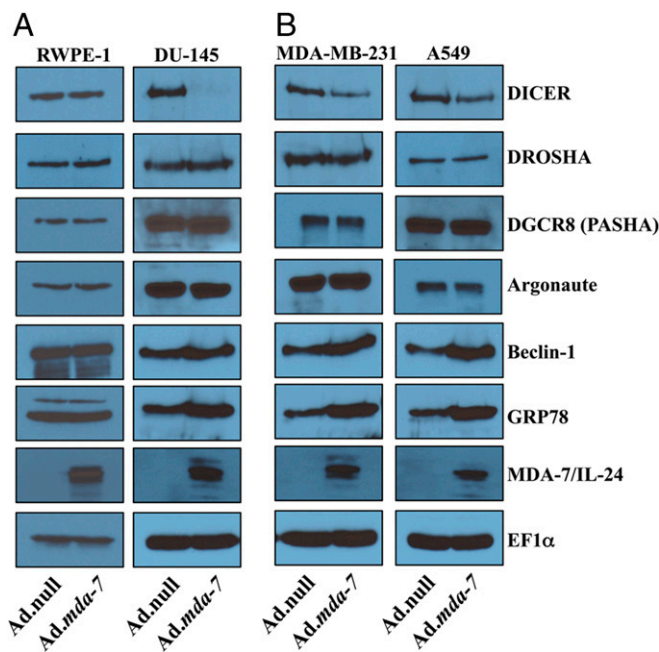 A
B
RWPE-1 DU-145 MDA-MB-231 A549
DICER
DROSHA
DGCR8 (PASHA)
Argonaute
Beclin-1
GRP78
MDA-7/IL-24
EF1α
Ad.null Ad.mda-7 Ad.null Ad.mda-7 Ad.null Ad.mda-7 Ad.null Ad.mda-7